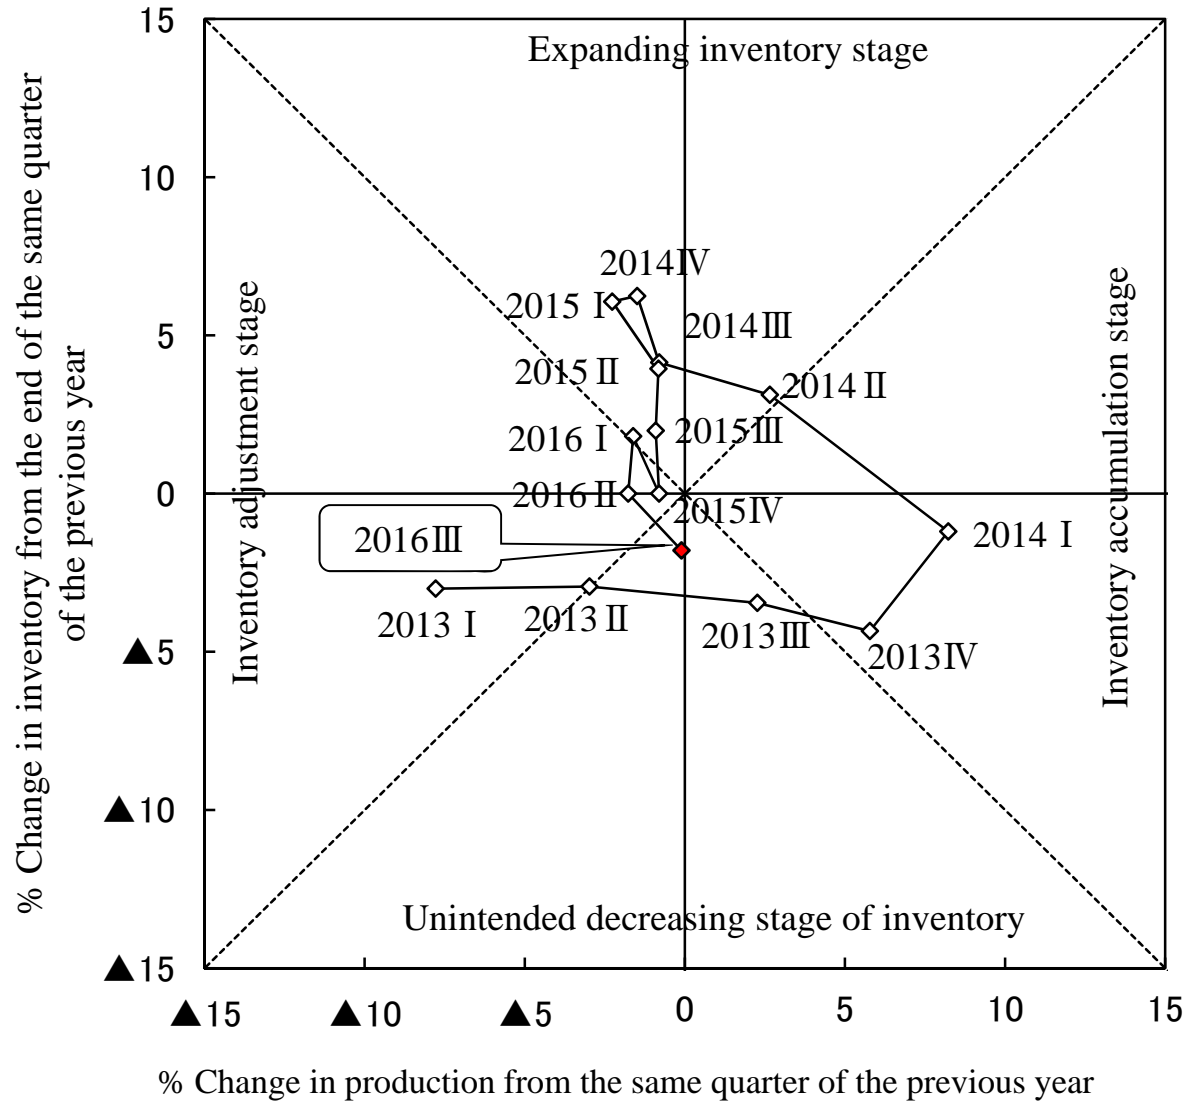 15
10
5
0
▲5
▲10
▲15
% Change in inventory from the end of the same quarter
of the previous year
Expanding inventory stage
2014Ⅳ
2015 Ⅰ
2014Ⅲ
2015 Ⅱ
2014 Ⅱ
2016 Ⅰ
2015Ⅲ
2016 Ⅱ
2015Ⅳ
2016Ⅲ
2014 Ⅰ
2013 Ⅰ
2013 Ⅱ
2013Ⅲ
2013Ⅳ
Inventory adjustment stage
Inventory accumulation stage
Unintended decreasing stage of inventory
▲15 ▲10 ▲5 0 5 10 15
% Change in production from the same quarter of the previous year